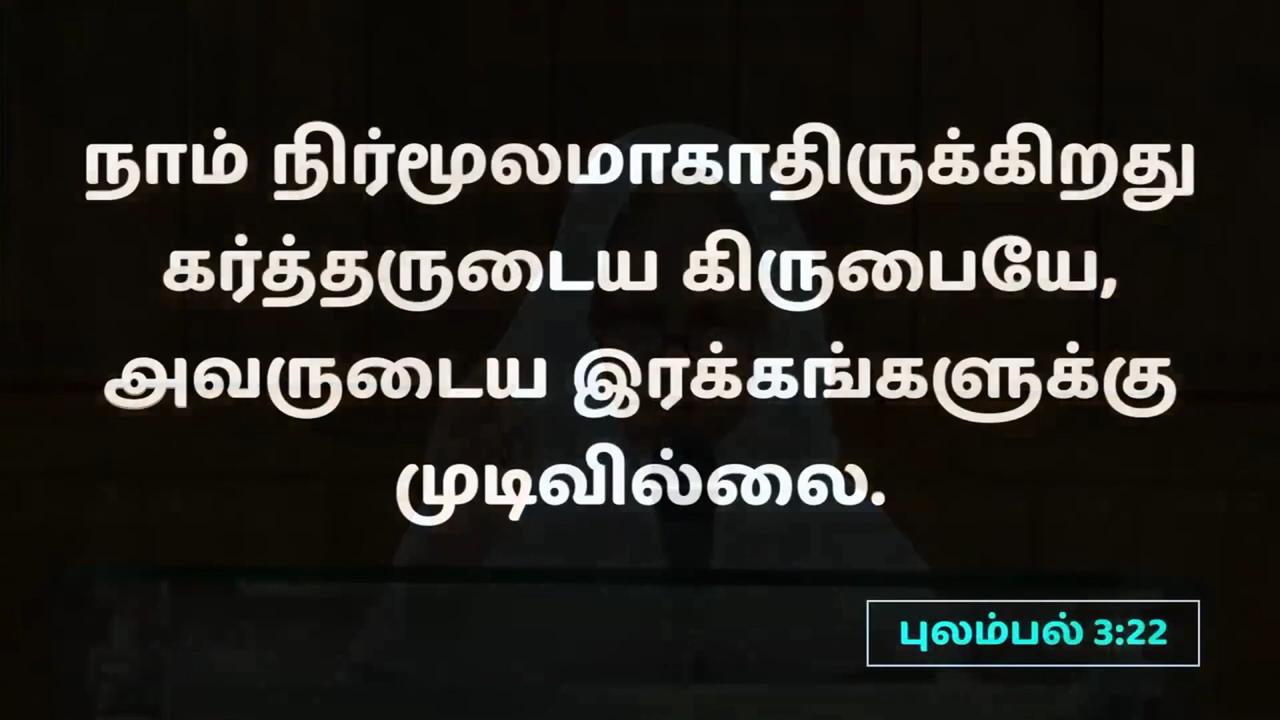 நாம் நிர்மூலமாகாதிருக்கிறது
கர்த்தருடைய கிருபையே,
அவருடைய இரக்கங்களுக்கு
முடிவில்லை.
புலம்பல் 3:22